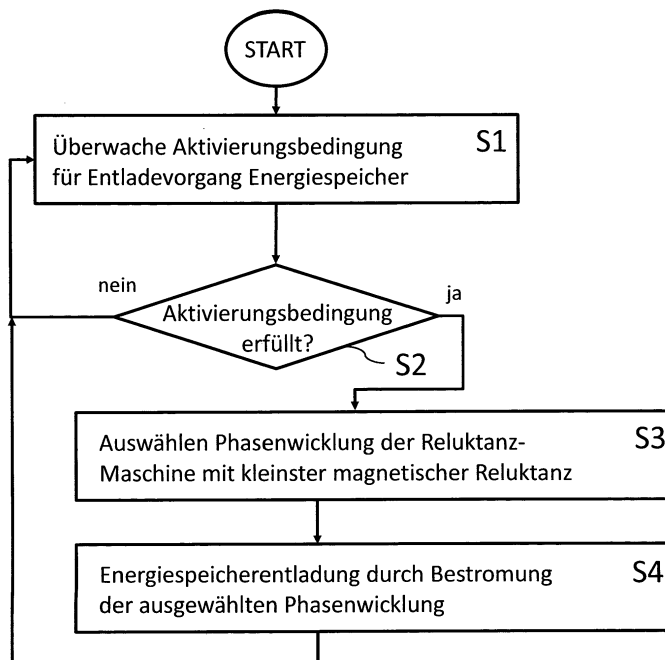 START
Überwache Aktivierungsbedingung
für Entladevorgang Energiespeicher
S1
nein
ja
Aktivierungsbedingung
erfüllt?
S2
Auswählen Phasenwicklung der Reluktanz-
Maschine mit kleinster magnetischer Reluktanz
S3
Energiespeicherentladung durch Bestromung
der ausgewählten Phasenwicklung
S4